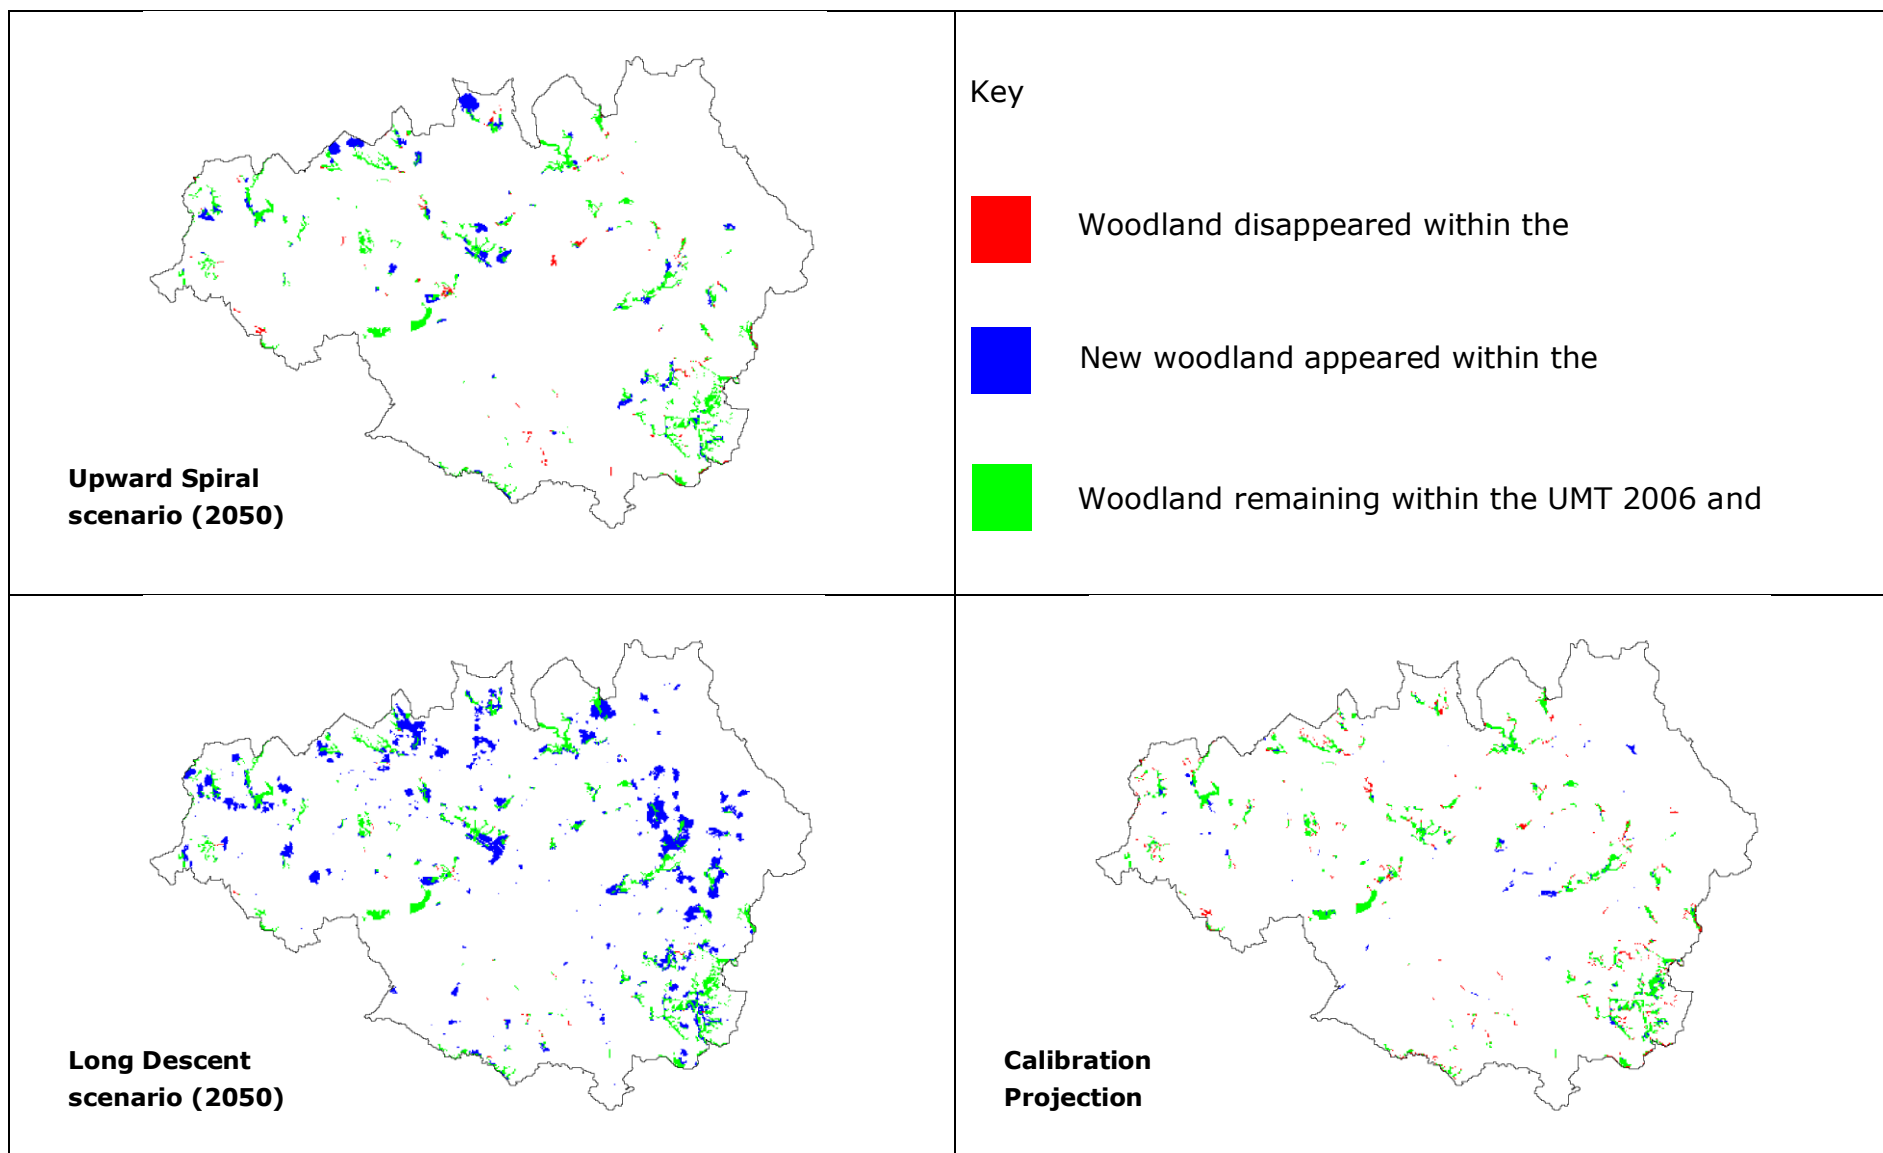 Upward Spiral
scenario (2050)
Key
Woodland disappeared within the
New woodland appeared within the
Woodland remaining within the UMT 2006 and
Long Descent
scenario (2050)
Calibration
Projection